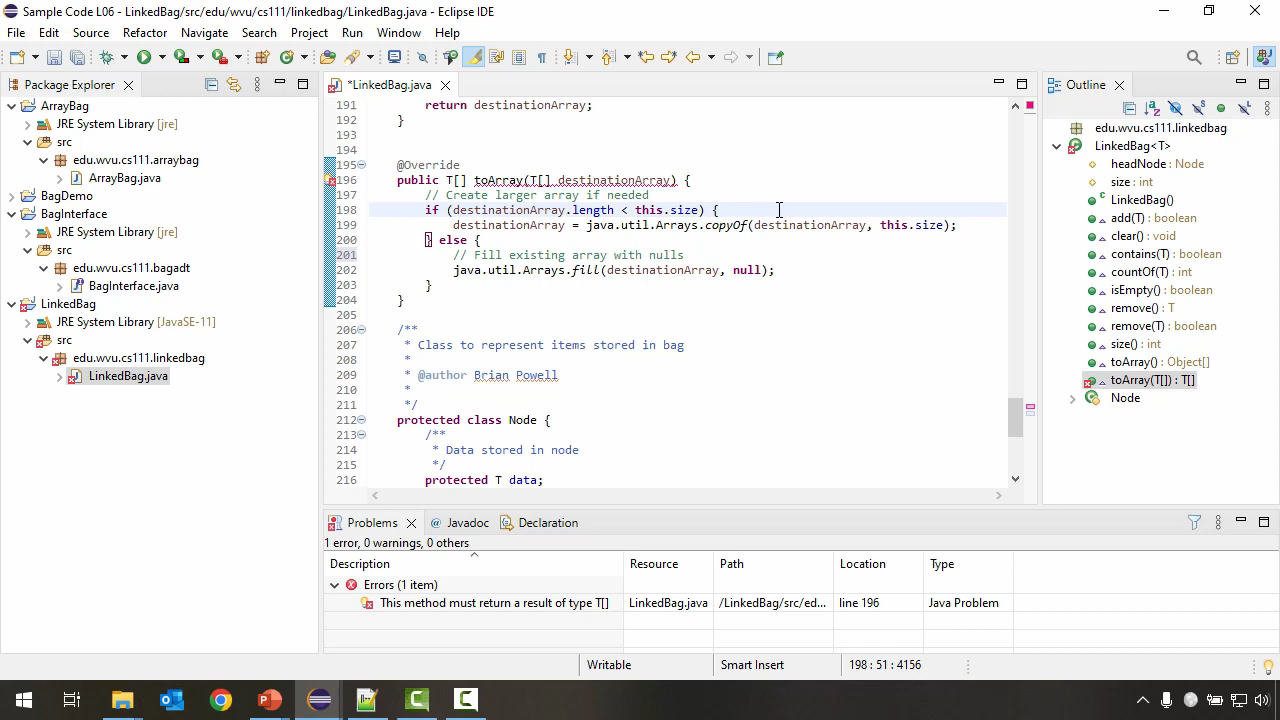 Sample Code L06 - LinkedBag/src/edu/wvu/cs111/linkedbag/LinkedBag.java - Eclipse IDE
File Edit Source Refactor Navigate Search Project Run Window Help
Package Explorer
ArrayBag
JRE System Library [jre]
src
edu.wvu.cs111.arraybag
ArrayBag.java
BagDemo
BagInterface
JRE System Library [jre]
src
edu.wvu.cs111.bagadt
BagInterface.java
LinkedBag
JRE System Library [JavaSE-11]
src
edu.wvu.cs111.linkedbag
LinkedBag.java
*LinkedBag.java
191 return destinationArray;
192 }
193
194
195 @Override
196 public T[] toArray(T[] destinationArray) {
197 // Create larger array if needed
198 if (destinationArray.length < this.size) {
199 destinationArray = java.util.Arrays.copyOf(destinationArray, this.size);
200 } else {
201 // Fill existing array with nulls
202 java.util.Arrays.fill(destinationArray, null);
203 }
204 }
205
206 /**
207 * Class to represent items stored in bag
208 *
209 * @author Brian Powell
210 *
211 */
212 protected class Node {
213 /**
214 * Data stored in node
215 */
216 protected T data;
Outline
edu.wvu.cs111.linkedbag
LinkedBag<T>
headNode : Node
size : int
LinkedBag()
add(T) : boolean
clear() : void
contains(T) : boolean
countOf(T) : int
isEmpty() : boolean
remove() : T
remove(T) : boolean
size() : int
toArray() : Object[]
toArray(T[]) : T[]
Node
Problems @ Javadoc Declaration
1 error, 0 warnings, 0 others
Description Resource Path Location Type
Errors (1 item)
This method must return a result of type T[] LinkedBag.java /LinkedBag/src/ed... line 196 Java Problem
Writable Smart Insert 198 : 51 : 4156